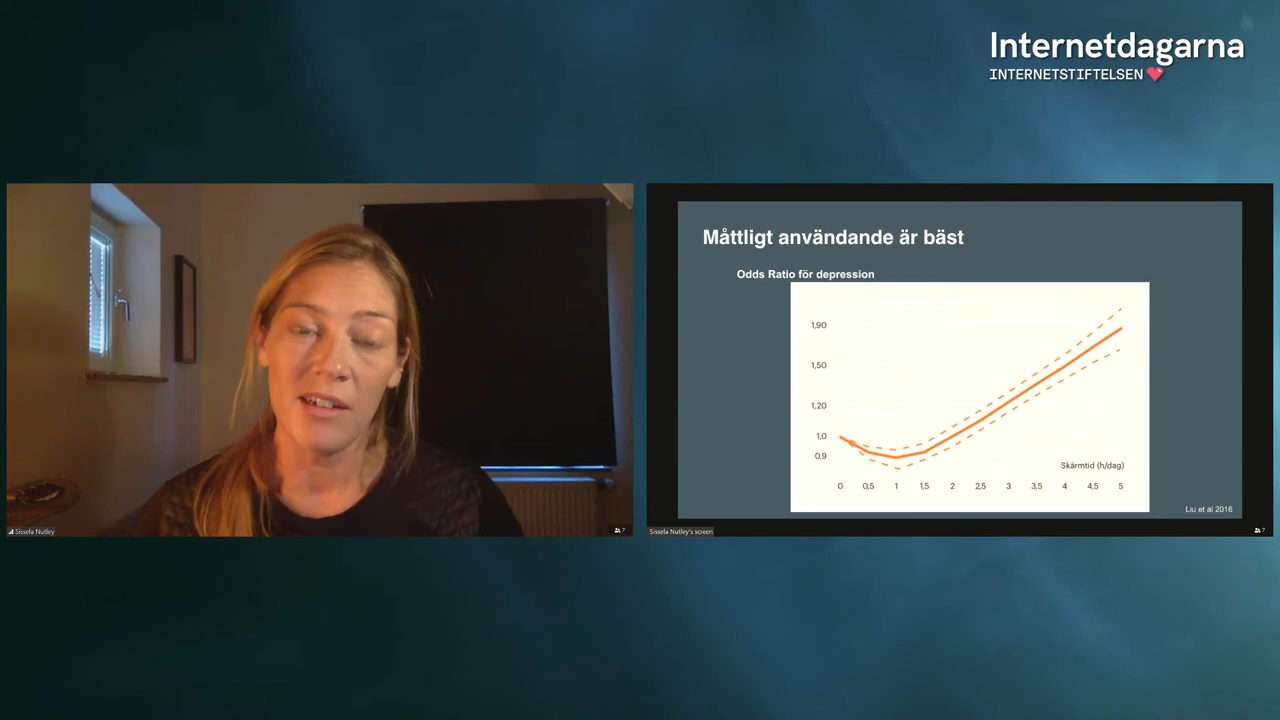 Internetdagarna
INTERNETSTIFTELSEN
Måttligt användande är bäst
Odds Ratio för depression
1,90
1,50
1,20
1,0
0,9
Skärmtid (h/dag)
0 0,5 1 1,5 2 2,5 3 3,5 4 4,5 5
Liu et al 2016
Sissela Nutley
7
Sissela Nutley's screen
7